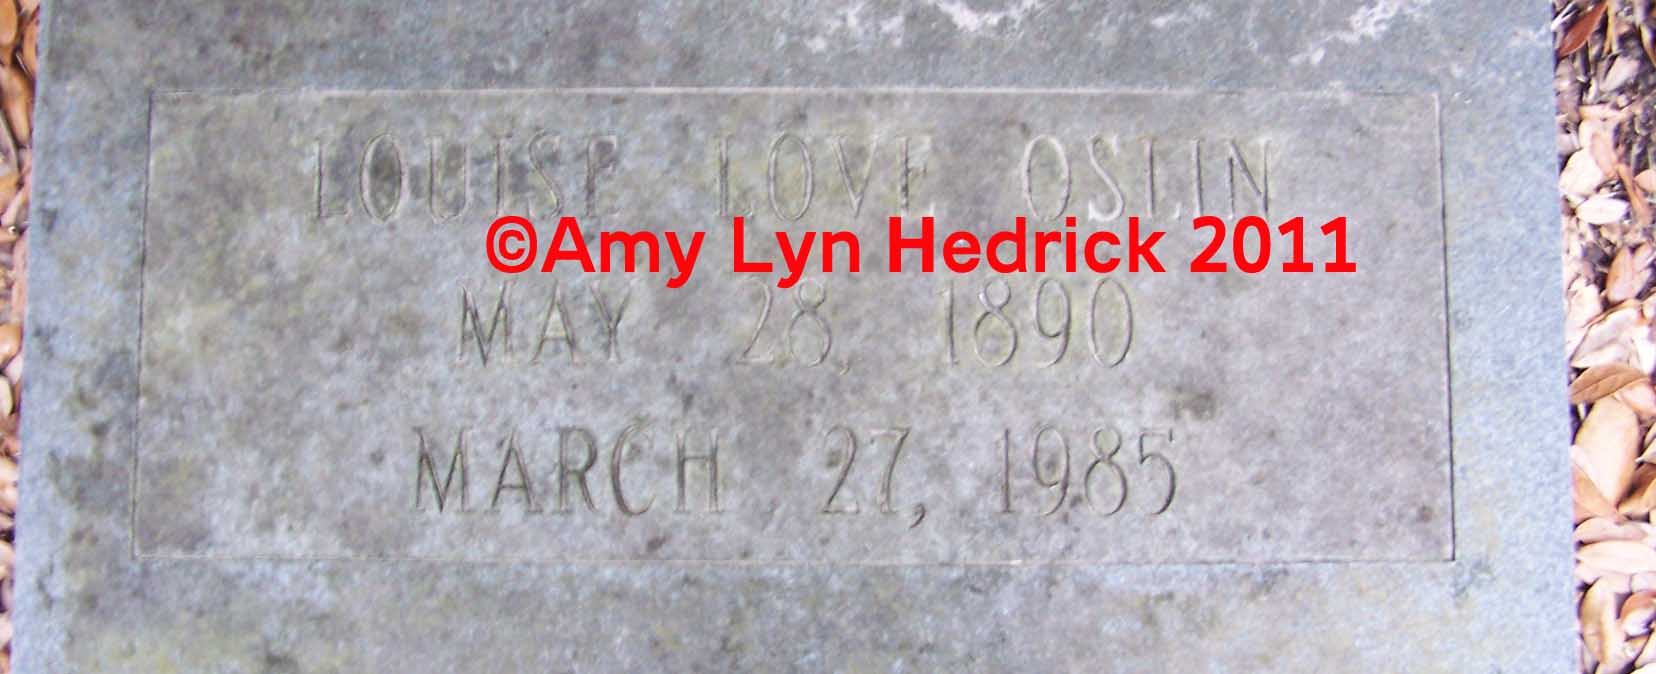 LOUISE LOVE OSLIN
©Amy Lyn Hedrick 2011
MAY 28, 1890
MARCH 27, 1985